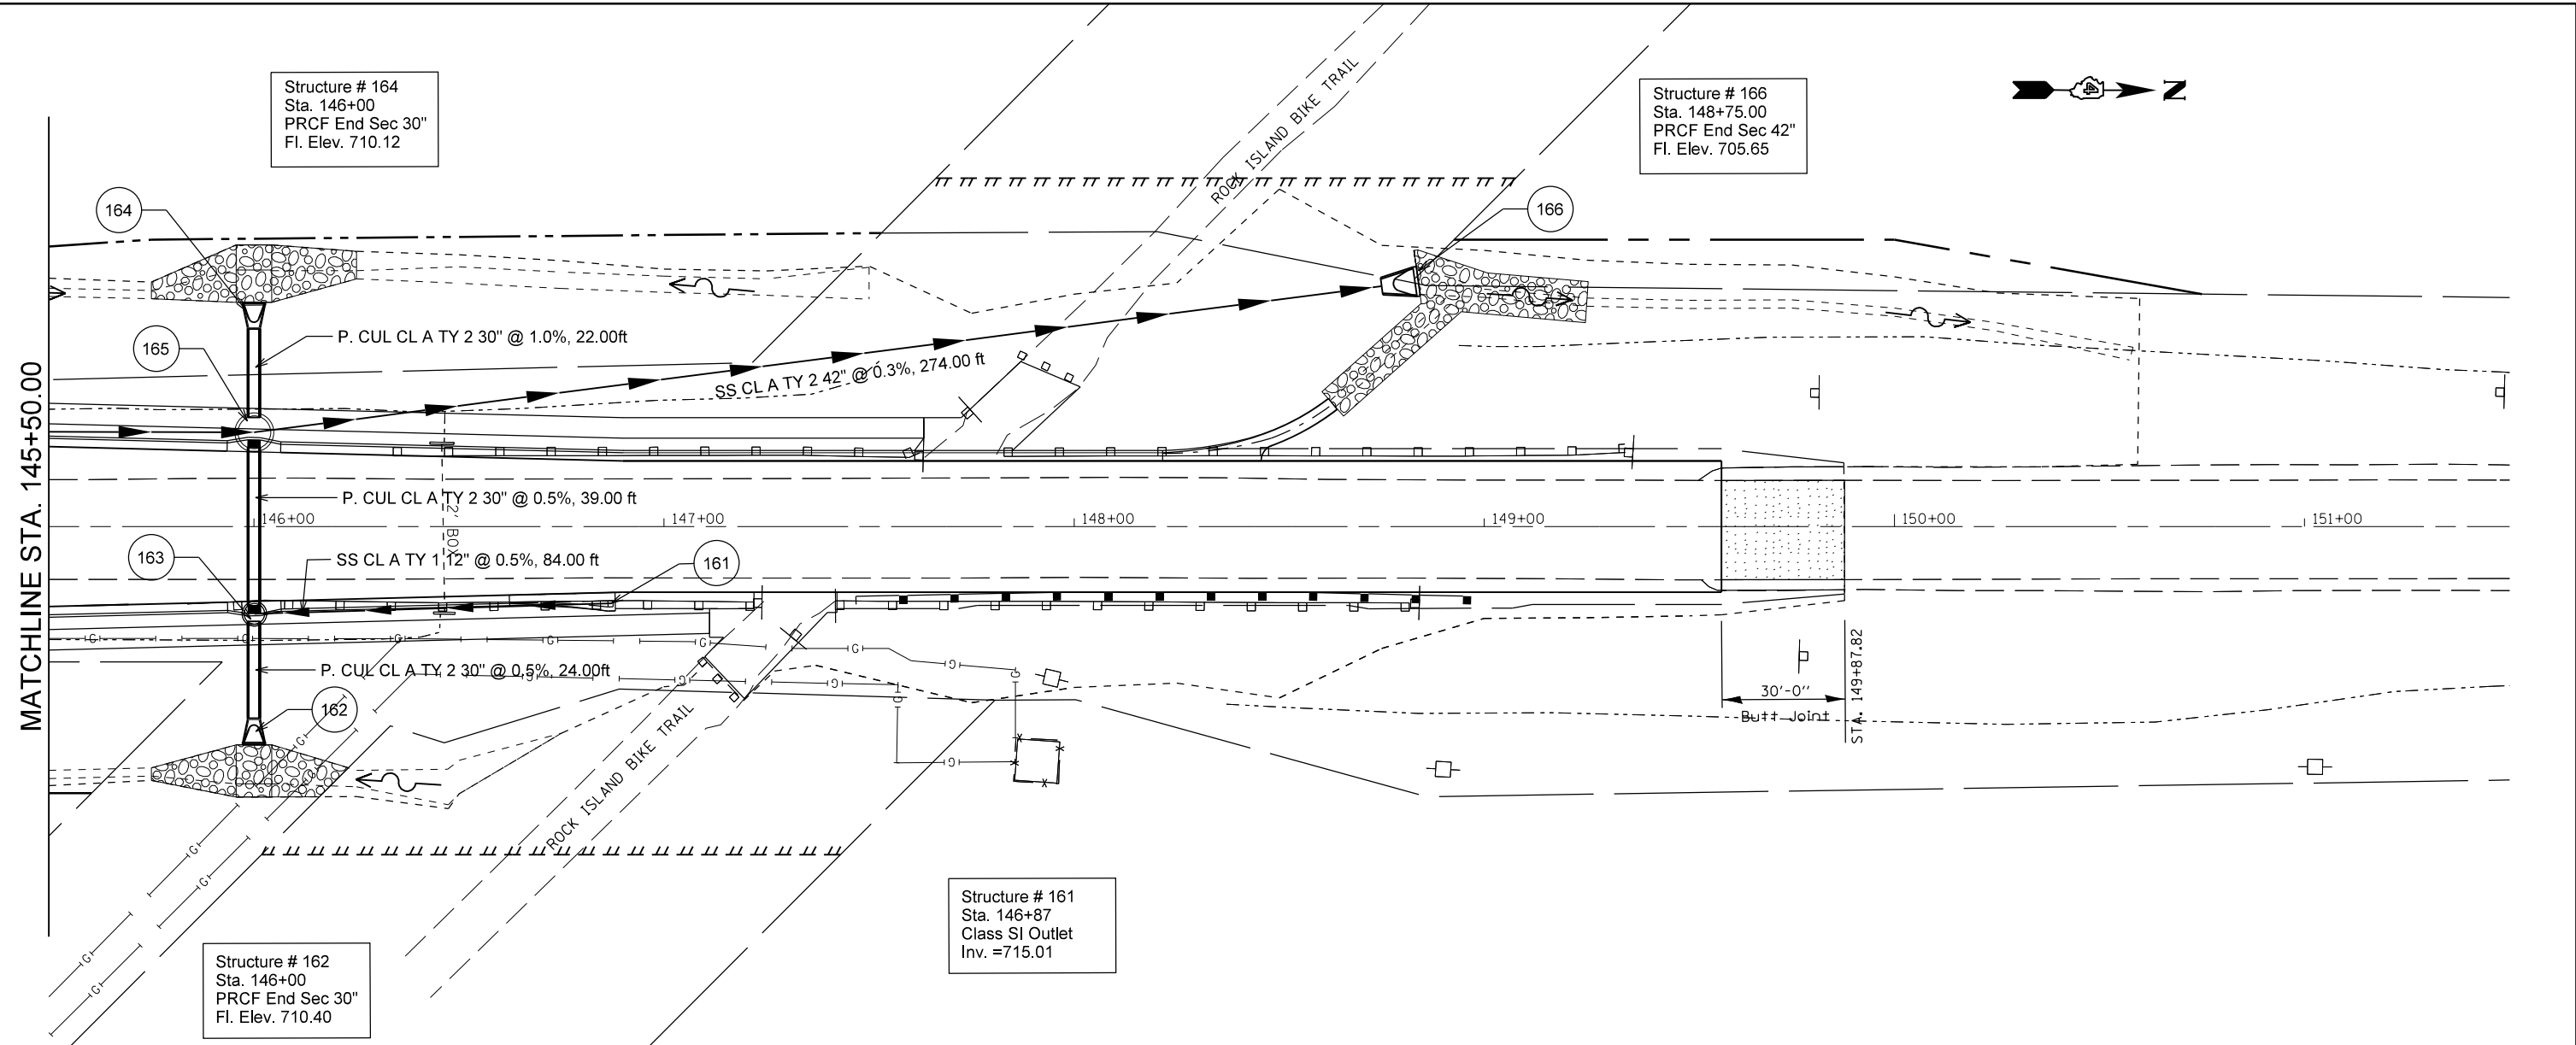 Structure # 164
Sta. 146+00
PRCF End Sec 30"
Fl. Elev. 710.12
Structure # 166
Sta. 148+75.00
PRCF End Sec 42"
Fl. Elev. 705.65
4
N
ROCK ISLAND BIKE TRAIL
164
166
165
P. CUL CL A TY 2 30" @ 1.0%, 22.00ft
SS CL A TY 2 42" @ 0.3%, 274.00 ft
MATCHLINE STA. 145+50.00
P. CUL CL A TY 2 30" @ 0.5%, 39.00 ft
2' BOX
146+00
147+00
148+00
149+00
150+00
151+00
163
SS CL A TY 1 12" @ 0.5%, 84.00 ft
161
G G G G G G G G
P. CUL CL A TY 2 30" @ 0.5%, 24.00ft
G G G G G G
162
30'-0"
Butt Joint
STA. 149+87.82
ROCK ISLAND BIKE TRAIL
G G G G G G
X X X X
Structure # 161
Sta. 146+87
Class SI Outlet
Inv. =715.01
Structure # 162
Sta. 146+00
PRCF End Sec 30"
Fl. Elev. 710.40